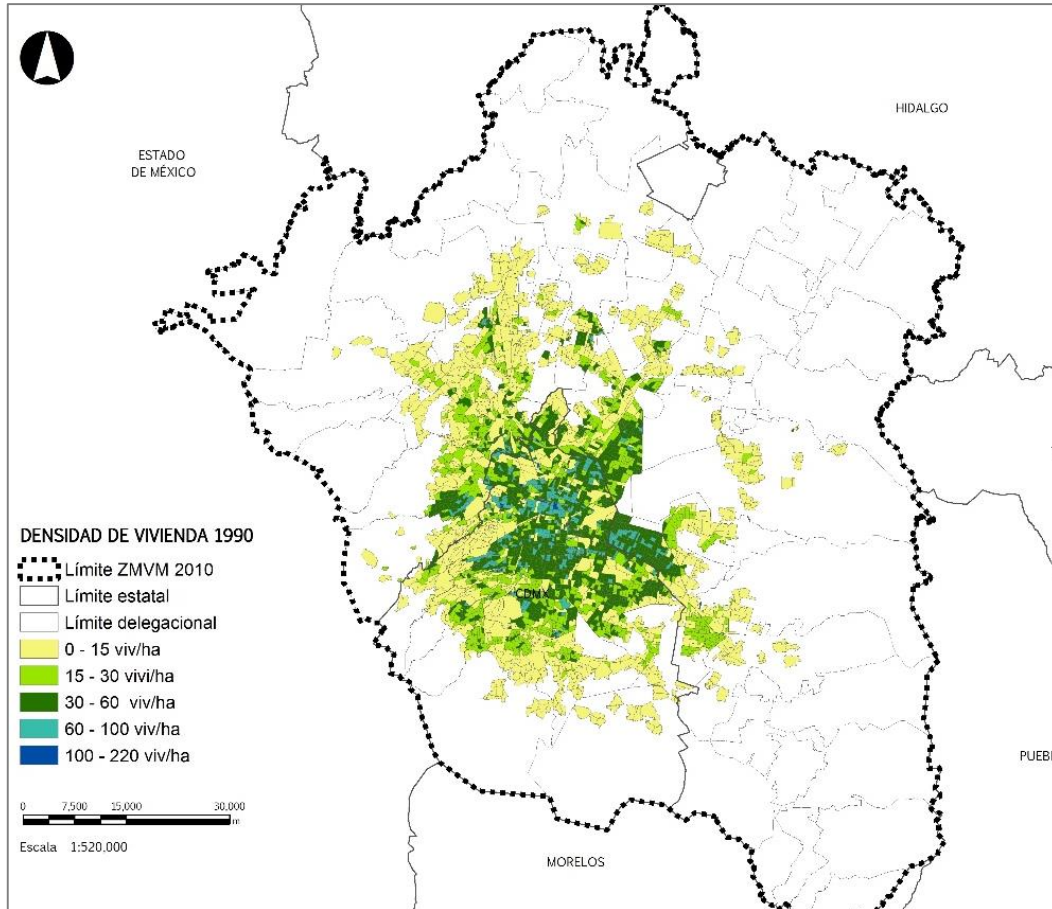 HIDALGO
ESTADO
DE MÉXICO
CDMX
DENSIDAD DE VIVIENDA 1990
Límite ZMVM 2010
Límite estatal
Límite delegacional
0 - 15 viv/ha
15 - 30 vivi/ha
30 - 60 viv/ha
60 - 100 viv/ha
100 - 220 viv/ha
0 7,500 15,000 30,000
m
Escala 1:520,000
PUEB
MORELOS